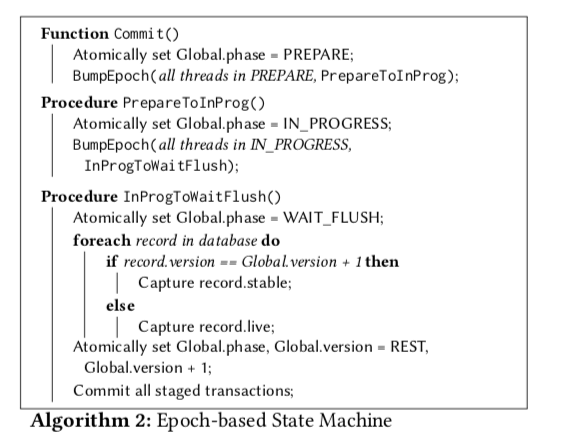 Function Commit()
Atomically set Global.phase = PREPARE;
BumpEpoch(all threads in PREPARE, PrepareToInProg);
Procedure PrepareToInProg()
Atomically set Global.phase = IN_PROGRESS;
BumpEpoch(all threads in IN_PROGRESS,
InProgToWaitFlush);
Procedure InProgToWaitFlush()
Atomically set Global.phase = WAIT_FLUSH;
foreach record in database do
if record.version == Global.version + 1 then
Capture record.stable;
else
Capture record.live;
Atomically set Global.phase, Global.version = REST,
Global.version + 1;
Commit all staged transactions;
Algorithm 2: Epoch-based State Machine